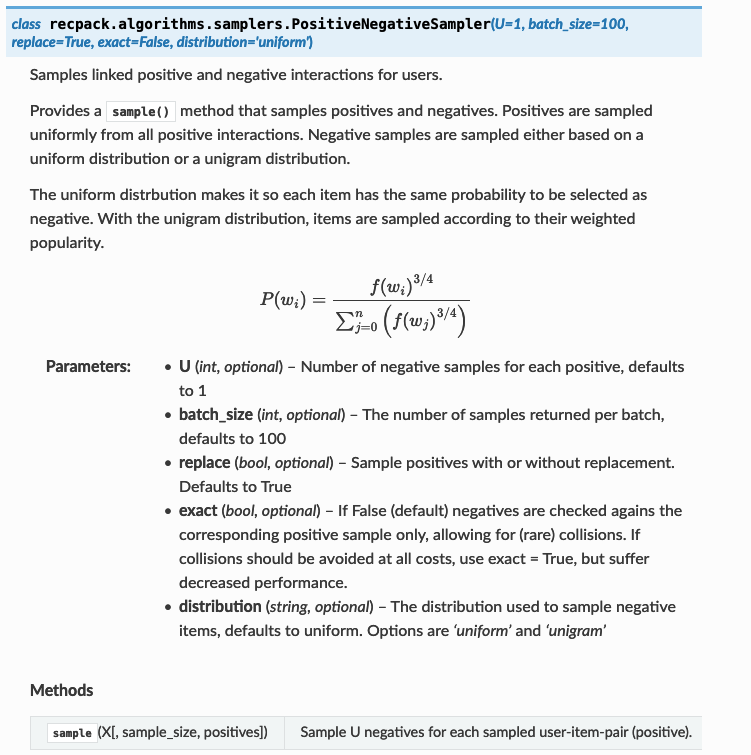 class recpack.algorithms.samplers.PositiveNegativeSampler(U=1, batch_size=100,
replace=True, exact=False, distribution='uniform')
Samples linked positive and negative interactions for users.
Provides a sample() method that samples positives and negatives. Positives are sampled
uniformly from all positive interactions. Negative samples are sampled either based on a
uniform distribution or a unigram distribution.
The uniform distrbution makes it so each item has the same probability to be selected as
negative. With the unigram distribution, items are sampled according to their weighted
popularity.
P(w_i) = \frac{f(w_i)^{3/4}}{\sum_{j=0}^{n} \left( f(w_j)^{3/4} \right)}
Parameters:
• U (int, optional) – Number of negative samples for each positive, defaults
to 1
• batch_size (int, optional) – The number of samples returned per batch,
defaults to 100
• replace (bool, optional) – Sample positives with or without replacement.
Defaults to True
• exact (bool, optional) – If False (default) negatives are checked agains the
corresponding positive sample only, allowing for (rare) collisions. If
collisions should be avoided at all costs, use exact = True, but suffer
decreased performance.
• distribution (string, optional) – The distribution used to sample negative
items, defaults to uniform. Options are ‘uniform’ and ‘unigram’
Methods
sample (X[, sample_size, positives]) Sample U negatives for each sampled user-item-pair (positive).